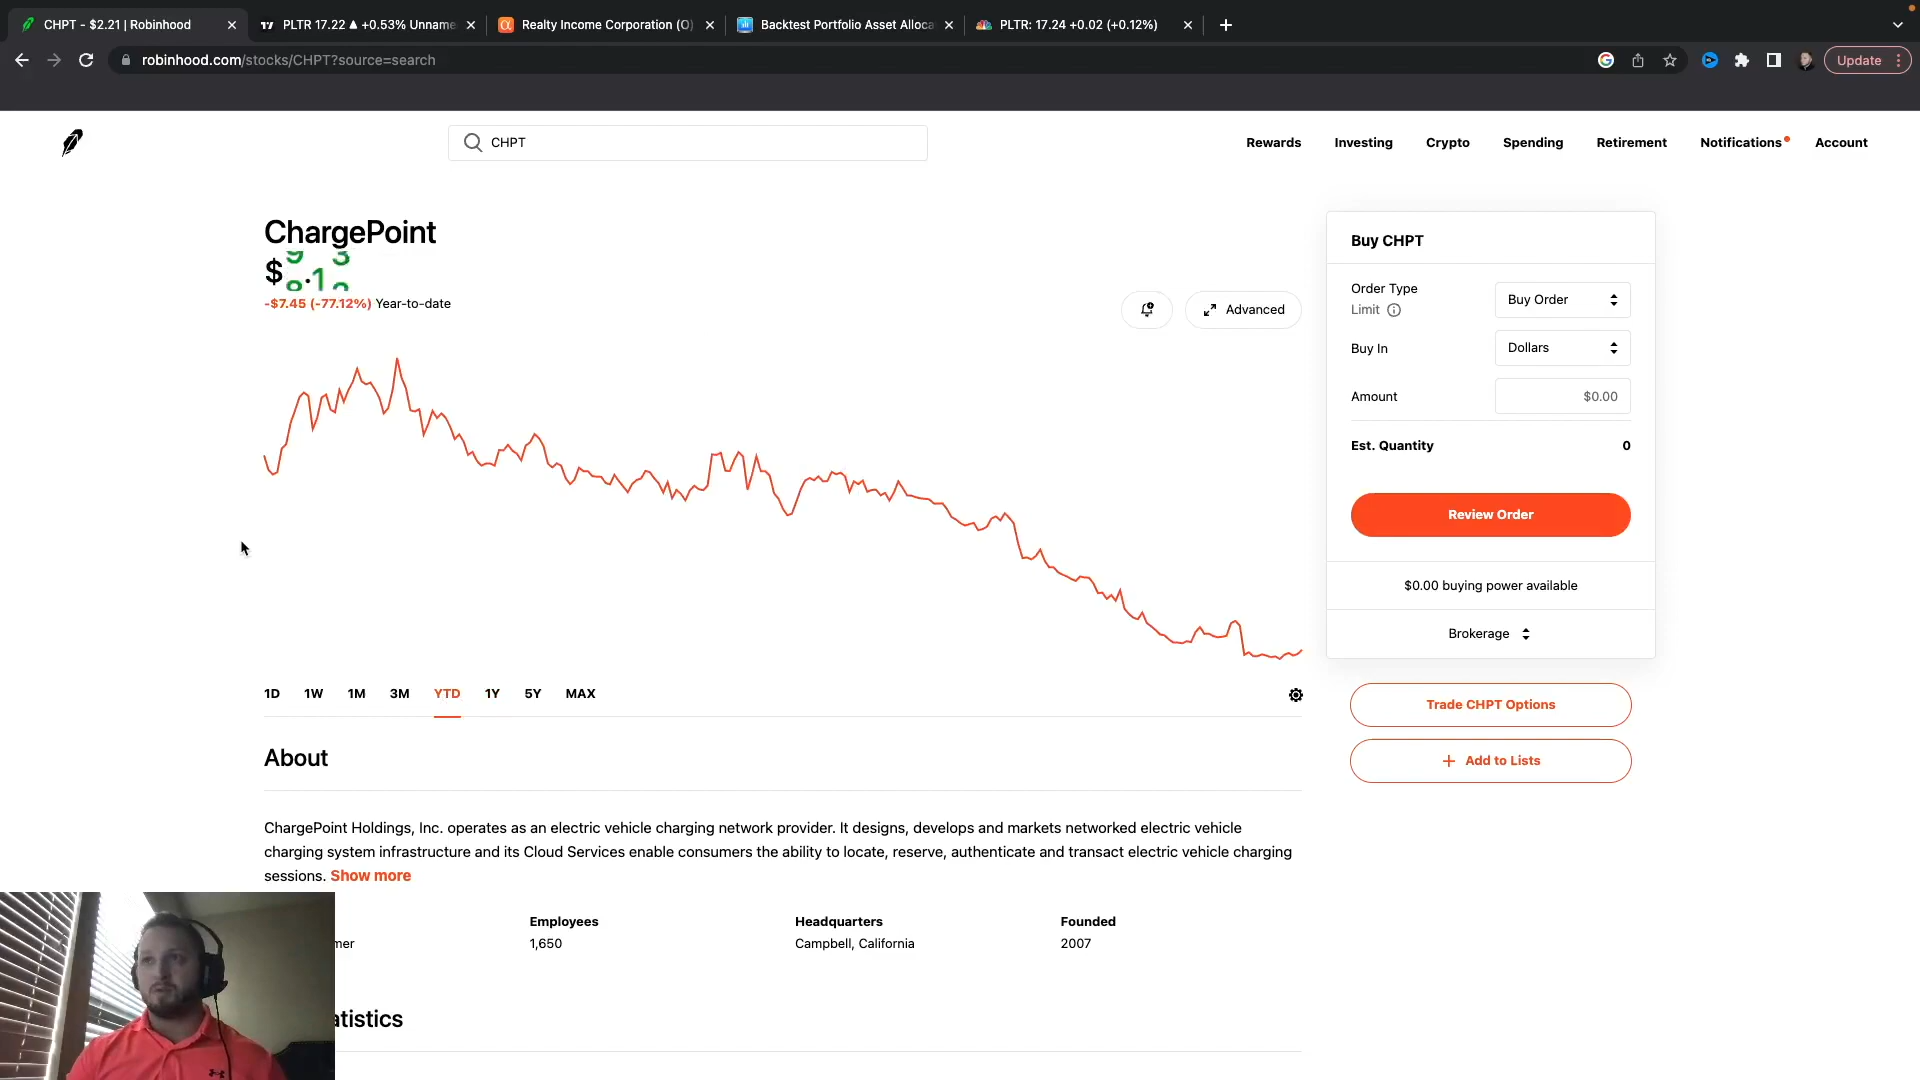 CHPT - $2.21 | Robinhood
PLTR 17.22 ▲ +0.53% Unname
Realty Income Corporation (O)
Backtest Portfolio Asset Alloca
PLTR: 17.24 +0.02 (+0.12%)
robinhood.com/stocks/CHPT?source=search
Update
CHPT
Rewards
Investing
Crypto
Spending
Retirement
Notifications
Account
ChargePoint
-$7.45 (-77.12%) Year-to-date
Advanced
1D
1W
1M
3M
YTD
1Y
5Y
MAX
Buy CHPT
Order Type
Limit
Buy Order
Buy In
Dollars
Amount
$0.00
Est. Quantity
0
Review Order
$0.00 buying power available
Brokerage
Trade CHPT Options
+ Add to Lists
About
ChargePoint Holdings, Inc. operates as an electric vehicle charging network provider. It designs, develops and markets networked electric vehicle
charging system infrastructure and its Cloud Services enable consumers the ability to locate, reserve, authenticate and transact electric vehicle charging
sessions. Show more
Employees
1,650
Headquarters
Campbell, California
Founded
2007